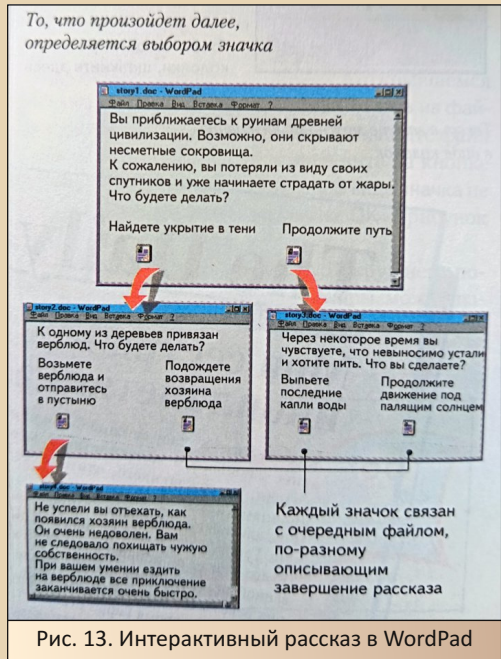 То, что произойдет далее,
определяется выбором значка
story1.doc - WordPad
Файл Правка Вид Вставка Формат ?
Вы приближаетесь к руинам древней
цивилизации. Возможно, они скрывают
несметные сокровища.
К сожалению, вы потеряли из виду своих
спутников и уже начинаете страдать от жары.
Что будете делать?
Найдете укрытие в тени
Продолжите путь
story2.doc - WordPad
Файл Правка Вид Вставка Формат ?
К одному из деревьев привязан
верблюд. Что будете делать?
Возьмете
верблюда и
отправитесь
в пустыню
Подождете
возвращения
хозяина
верблюда
story3.doc - WordPad
Файл Правка Вид Вставка Формат ?
Через некоторое время вы
чувствуете, что невыносимо устали
и хотите пить. Что вы сделаете?
Выпьете
последние
капли воды
Продолжите
движение под
палящим солнцем
WordPad
Не успели вы отъехать, как
появился хозяин верблюда.
Он очень недоволен. Вам
не следовало похищать чужую
собственность.
При вашем умении ездить
на верблюде все приключение
заканчивается очень быстро.
Каждый значок связан
с очередным файлом,
по-разному
описывающим
завершение рассказа
Рис. 13. Интерактивный рассказ в WordPad